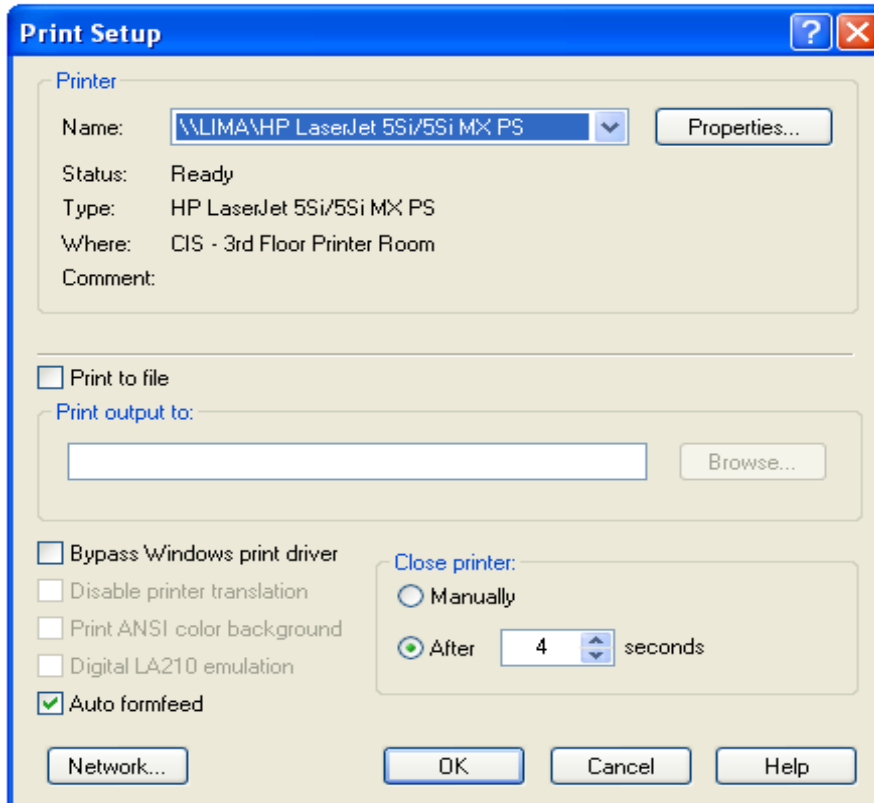 Print Setup
Printer
Name: \\LIMA\HP LaserJet 5Si/5Si MX PS Properties...
Status: Ready
Type: HP LaserJet 5Si/5Si MX PS
Where: CIS - 3rd Floor Printer Room
Comment:
Print to file
Print output to:
Browse...
Bypass Windows print driver
Disable printer translation
Print ANSI color background
Digital LA210 emulation
Auto formfeed
Close printer:
Manually
After 4 seconds
Network... OK Cancel Help